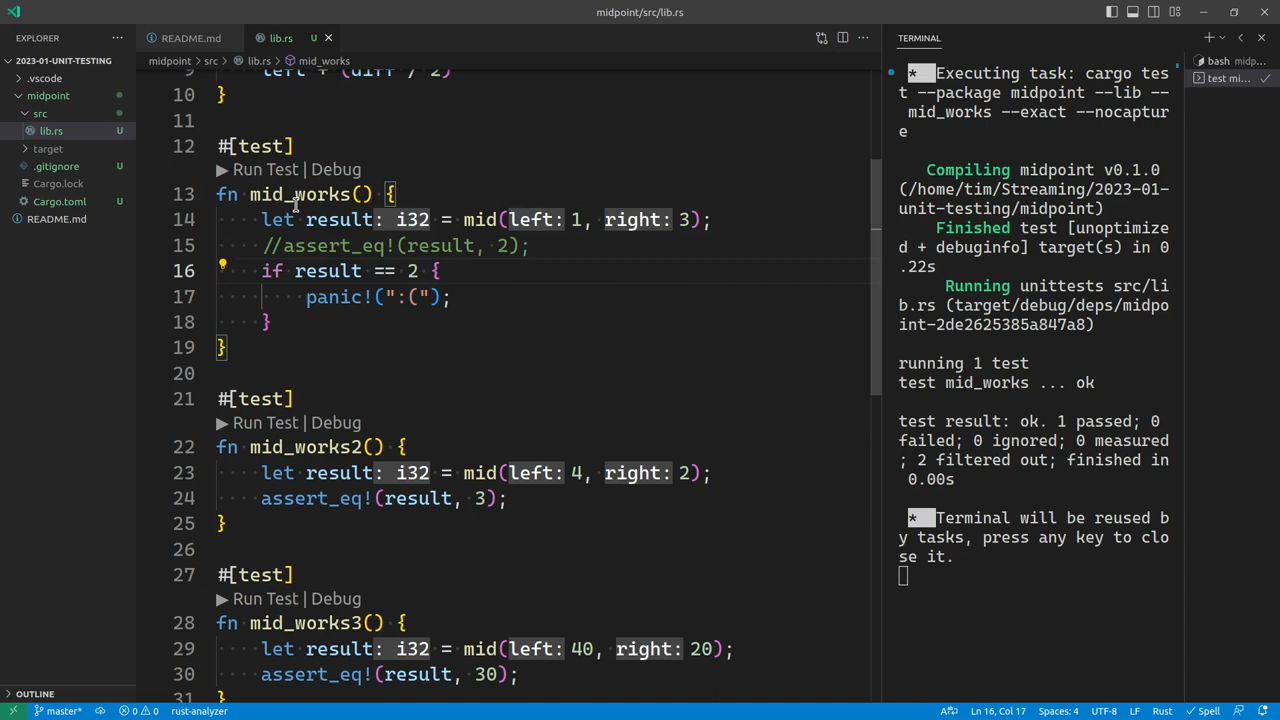 midpoint/src/lib.rs
EXPLORER
···
README.md
lib.rs
U
×
midpoint > src > lib.rs > mid_works
2023-01-UNIT-TESTING
.vscode
midpoint
src
lib.rs U
target
.gitignore U
Cargo.lock
Cargo.toml U
README.md
9 left + (diff / 2)
10 }
11
12 #[test]
▶ Run Test | Debug
13 fn mid_works() {
14 let result: i32 = mid(left: 1, right: 3);
15 //assert_eq!(result, 2);
16 if result == 2 {
17 panic!(":(");
18 }
19 }
20
21 #[test]
▶ Run Test | Debug
22 fn mid_works2() {
23 let result: i32 = mid(left: 4, right: 2);
24 assert_eq!(result, 3);
25 }
26
27 #[test]
▶ Run Test | Debug
28 fn mid_works3() {
29 let result: i32 = mid(left: 40, right: 20);
30 assert_eq!(result, 30);
31 }
TERMINAL
* Executing task: cargo tes
t --package midpoint --lib --
mid_works --exact --nocaptur
e
Compiling midpoint v0.1.0
(/home/tim/Streaming/2023-01-
unit-testing/midpoint)
Finished test [unoptimize
d + debuginfo] target(s) in 0
.22s
Running unittests src/li
b.rs (target/debug/deps/midpo
int-2de2625385a847a8)
running 1 test
test mid_works ... ok
test result: ok. 1 passed; 0
failed; 0 ignored; 0 measured
; 2 filtered out; finished in
0.00s
* Terminal will be reused b
y tasks, press any key to clo
se it.
bash midp...
test mi...
OUTLINE
master* 0 0 rust-analyzer
Ln 16, Col 17 Spaces: 4 UTF-8 LF Rust Spell